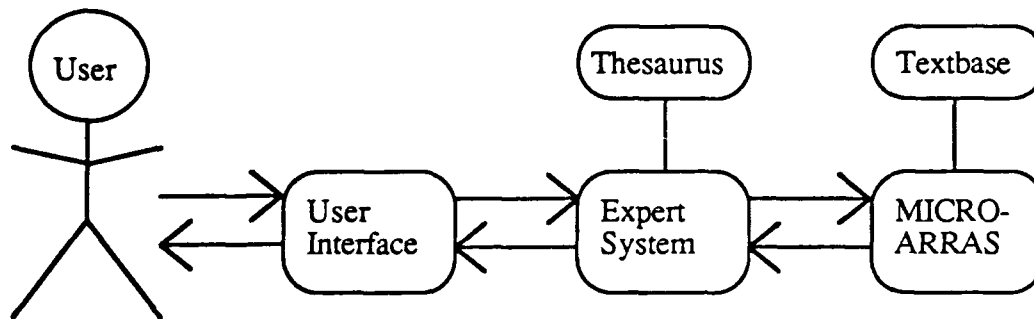 User
Thesaurus
Textbase
User
Interface
Expert
System
MICRO-
ARRAS